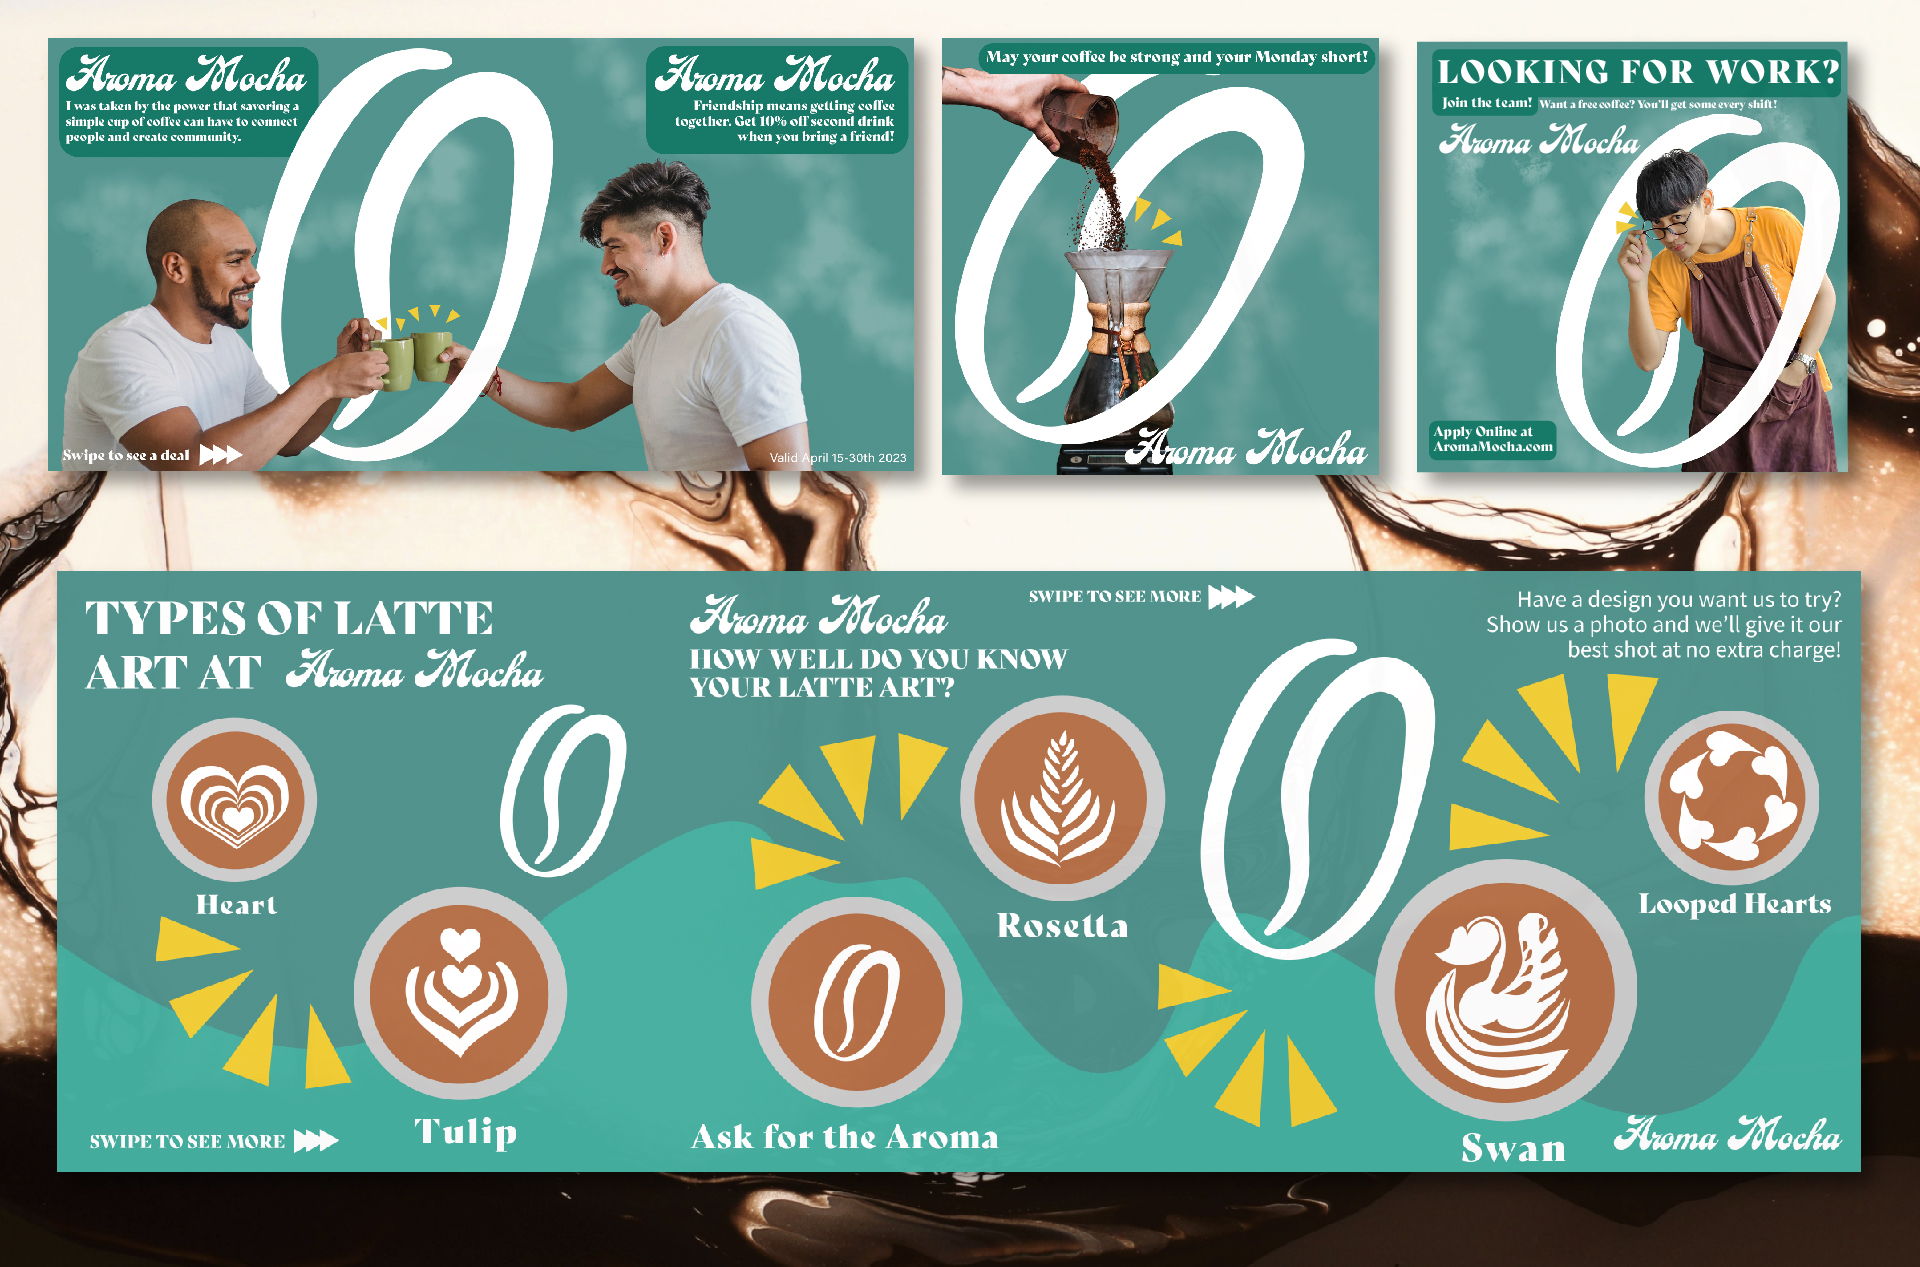 Aroma Mocha
I was taken by the power that savoring a
simple cup of coffee can have to connect
people and create community.
Swipe to see a deal
Aroma Mocha
Friendship means getting coffee
together. Get 10% off second drink
when you bring a friend!
Valid April 15-30th 2023
May your coffee be strong and your Monday short!
Aroma Mocha
LOOKING FOR WORK?
Join the team! Want a free coffee? You'll get some every shift!
Aroma Mocha
Apply Online at
AromaMocha.com
TYPES OF LATTE
ART AT Aroma Mocha
Heart
Tulip
SWIPE TO SEE MORE
Aroma Mocha
HOW WELL DO YOU KNOW
YOUR LATTE ART?
SWIPE TO SEE MORE
Rosetta
Ask for the Aroma
Have a design you want us to try?
Show us a photo and we'll give it our
best shot at no extra charge!
Looped Hearts
Swan
Aroma Mocha